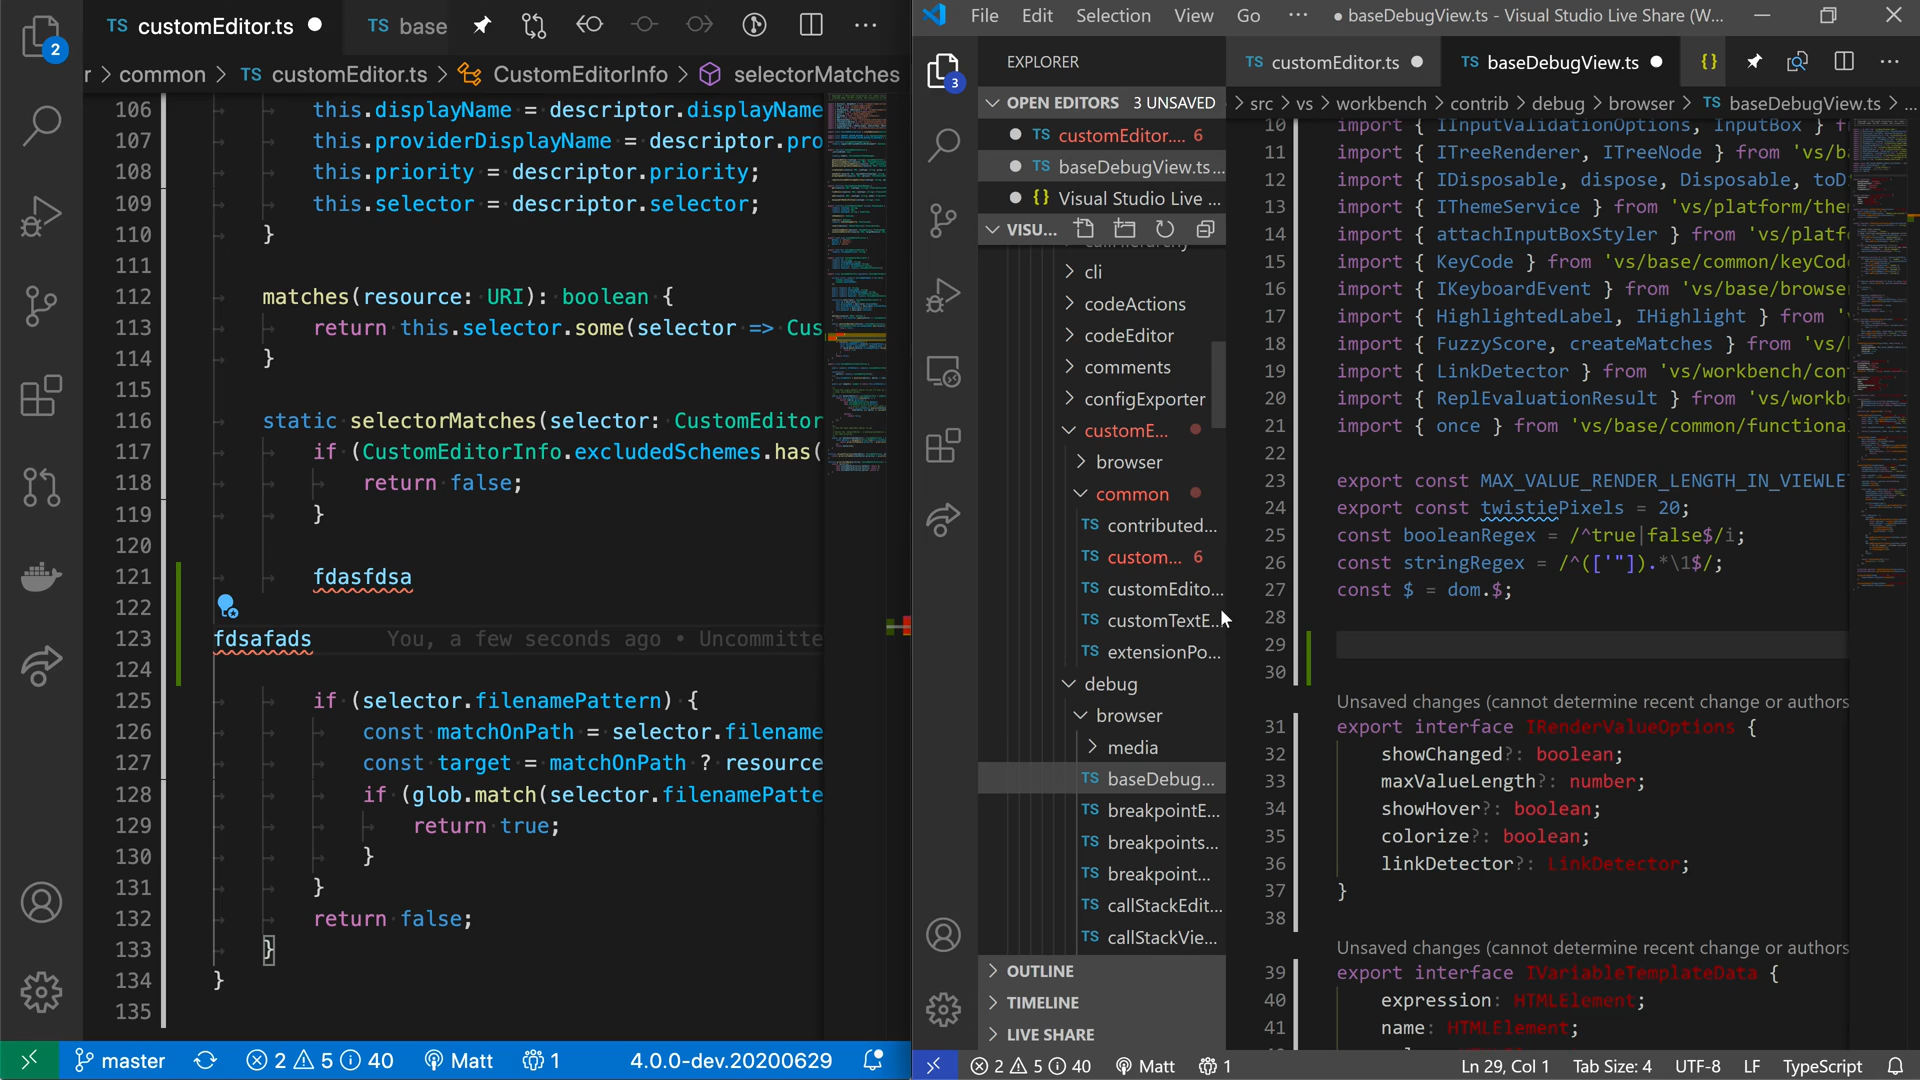 TS customEditor.ts ●
TS base
r > common > TS customEditor.ts > CustomEditorInfo > selectorMatches
2
106 this.displayName = descriptor.displayName
107 this.providerDisplayName = descriptor.pro
108 this.priority = descriptor.priority;
109 this.selector = descriptor.selector;
110 }
111
112 matches(resource: URI): boolean {
113 return this.selector.some(selector => Cus
114 }
115
116 static selectorMatches(selector: CustomEditor
117 if (CustomEditorInfo.excludedSchemes.has(
118 return false;
119 }
120
121 fdasfdsa
122
123 fdsafads You, a few seconds ago • Uncommitte
124
125 if (selector.filenamePattern) {
126 const matchOnPath = selector.filename
127 const target = matchOnPath ? resource
128 if (glob.match(selector.filenamePatte
129 return true;
130 }
131 }
132 return false;
133 }
134 }
135
master 2 5 40 Matt 1 4.0.0-dev.20200629
File Edit Selection View Go ··· ● baseDebugView.ts - Visual Studio Live Share (W...
3
EXPLORER
OPEN EDITORS 3 UNSAVED
● TS customEditor.... 6
● TS baseDebugView.ts...
● {} Visual Studio Live ...
VISU...
cli
codeActions
codeEditor
comments
configExporter
customE...
browser
common
TS contributed...
TS custom... 6
TS customEdito...
TS customTextE...
TS extensionPo...
debug
browser
media
TS baseDebug...
TS breakpointE...
TS breakpoints...
TS breakpoint...
TS callStackEdit...
TS callStackVie...
OUTLINE
TIMELINE
LIVE SHARE
TS customEditor.ts ●
TS baseDebugView.ts ●
{}
> src > vs > workbench > contrib > debug > browser > TS baseDebugView.ts > ...
10 import { IInputValidationOptions, InputBox } f
11 import { ITreeRenderer, ITreeNode } from 'vs/b
12 import { IDisposable, dispose, Disposable, toD
13 import { IThemeService } from 'vs/platform/the
14 import { attachInputBoxStyler } from 'vs/platf
15 import { KeyCode } from 'vs/base/common/keyCod
16 import { IKeyboardEvent } from 'vs/base/browse
17 import { HighlightedLabel, IHighlight } from '
18 import { FuzzyScore, createMatches } from 'vs/
19 import { LinkDetector } from 'vs/workbench/con
20 import { ReplEvaluationResult } from 'vs/workb
21 import { once } from 'vs/base/common/functiona
22
23 export const MAX_VALUE_RENDER_LENGTH_IN_VIEWLE
24 export const twistiePixels = 20;
25 const booleanRegex = /^true|false$/i;
26 const stringRegex = /^(['"]).*\1$/;
27 const $ = dom.$;
28
29
30
Unsaved changes (cannot determine recent change or authors
31 export interface IRenderValueOptions {
32 showChanged?: boolean;
33 maxValueLength?: number;
34 showHover?: boolean;
35 colorize?: boolean;
36 linkDetector?: LinkDetector;
37 }
38
Unsaved changes (cannot determine recent change or authors
39 export interface IVariableTemplateData {
40 expression: HTMLElement;
41 name: HTMLElement;
2 5 40 Matt 1 Ln 29, Col 1 Tab Size: 4 UTF-8 LF TypeScript